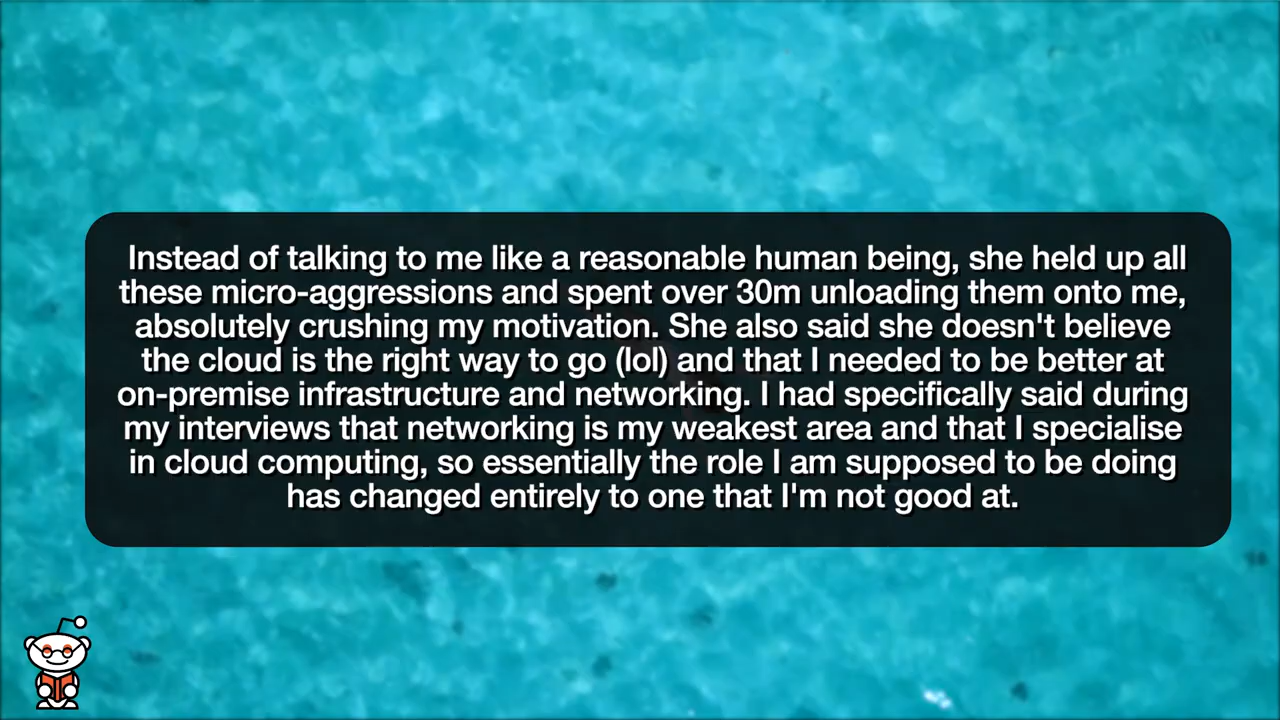 Instead of talking to me like a reasonable human being, she held up all
these micro-aggressions and spent over 30m unloading them onto me,
absolutely crushing my motivation. She also said she doesn't believe
the cloud is the right way to go (lol) and that I needed to be better at
on-premise infrastructure and networking. I had specifically said during
my interviews that networking is my weakest area and that I specialise
in cloud computing, so essentially the role I am supposed to be doing
has changed entirely to one that I'm not good at.